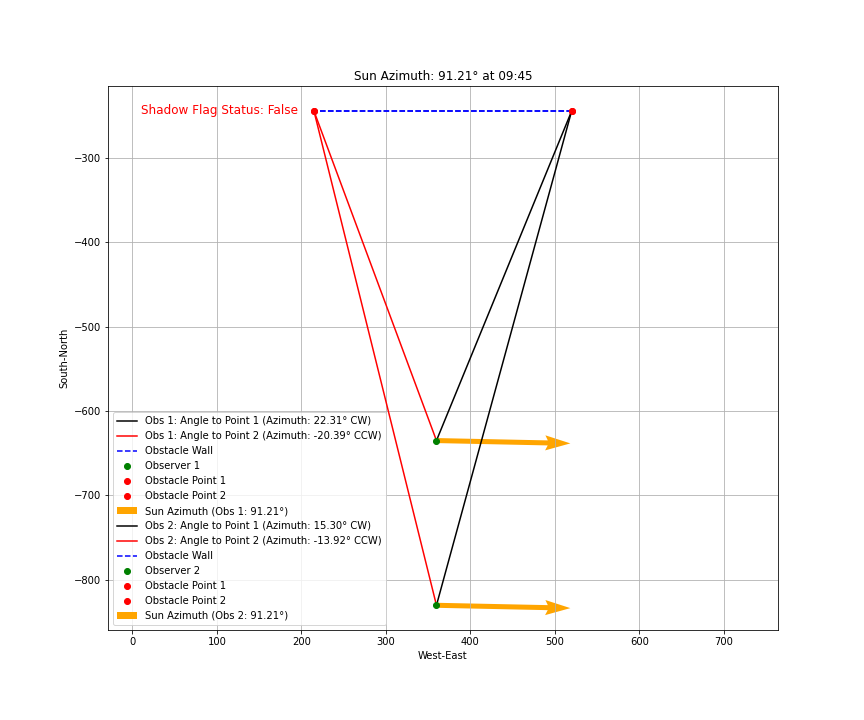 Sun Azimuth: 91.21° at 09:45
Shadow Flag Status: False
−300
−400
−500
−600
−700
−800
South-North
Obs 1: Angle to Point 1 (Azimuth: 22.31° CW)
Obs 1: Angle to Point 2 (Azimuth: -20.39° CCW)
Obstacle Wall
Observer 1
Obstacle Point 1
Obstacle Point 2
Sun Azimuth (Obs 1: 91.21°)
Obs 2: Angle to Point 1 (Azimuth: 15.30° CW)
Obs 2: Angle to Point 2 (Azimuth: -13.92° CCW)
Obstacle Wall
Observer 2
Obstacle Point 1
Obstacle Point 2
Sun Azimuth (Obs 2: 91.21°)
0 100 200 300 400 500 600 700
West-East